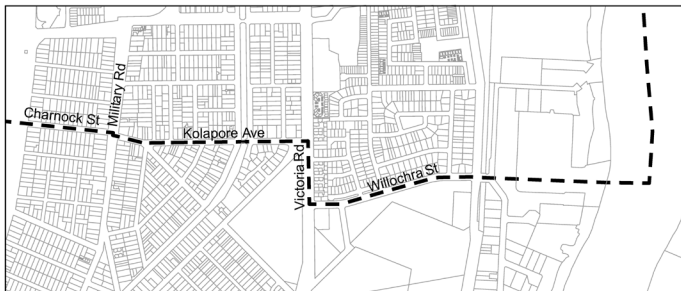 Charnock St
Military Rd
Kolapore Ave
Victoria Rd
Willochra St